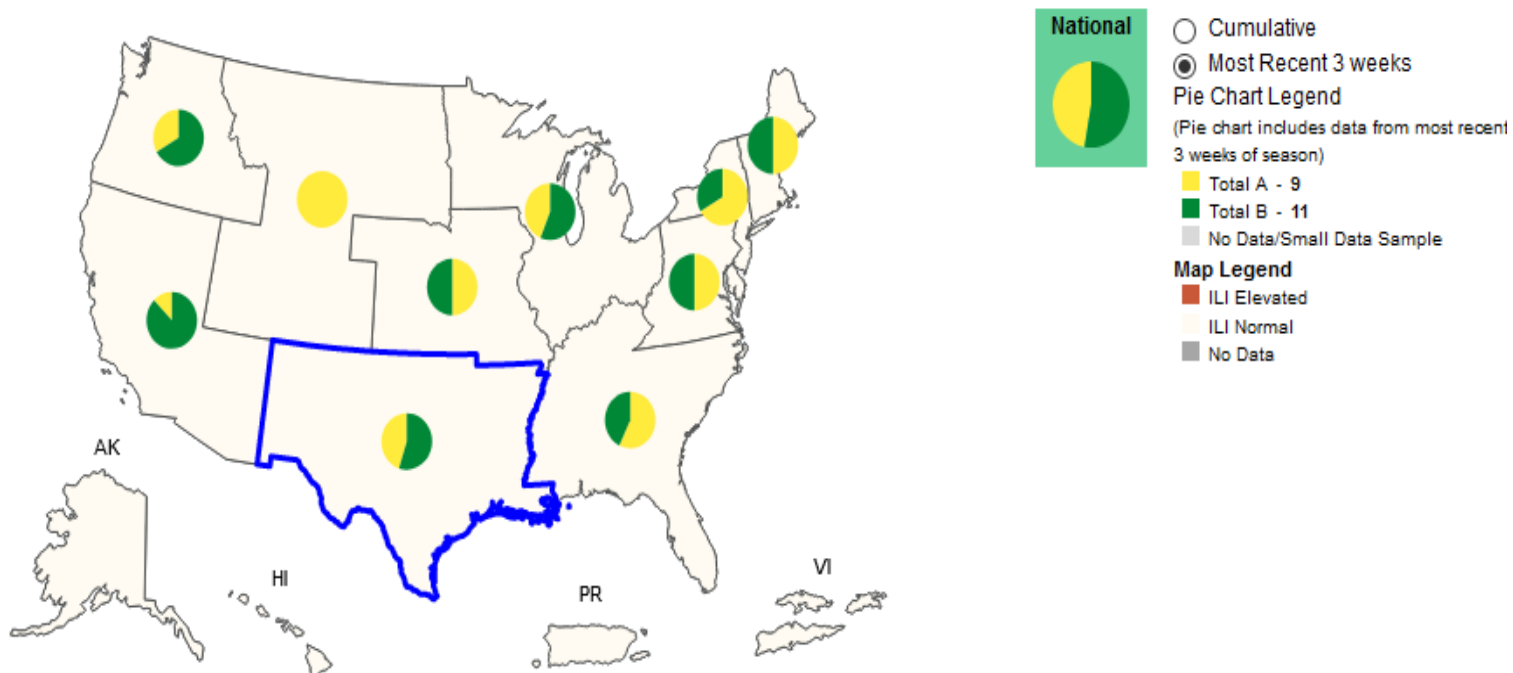 National
Cumulative
Most Recent 3 weeks
Pie Chart Legend
(Pie chart includes data from most recent
3 weeks of season)
Total A - 9
Total B - 11
No Data/Small Data Sample
Map Legend
ILI Elevated
ILI Normal
No Data
AK
HI
PR
VI